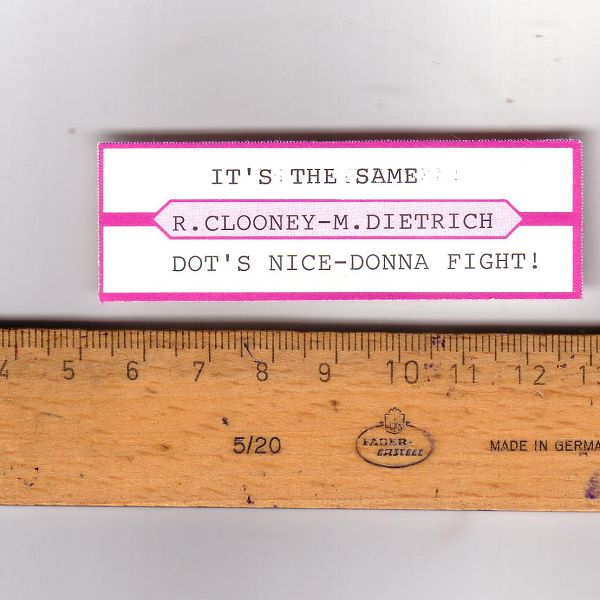 IT'S THE SAME
R.CLOONEY-M.DIETRICH
DOT'S NICE-DONNA FIGHT!
4 5 6 7 8 9 10 11 12 13
5/20
FABER-
CASTELL
MADE IN GERMA